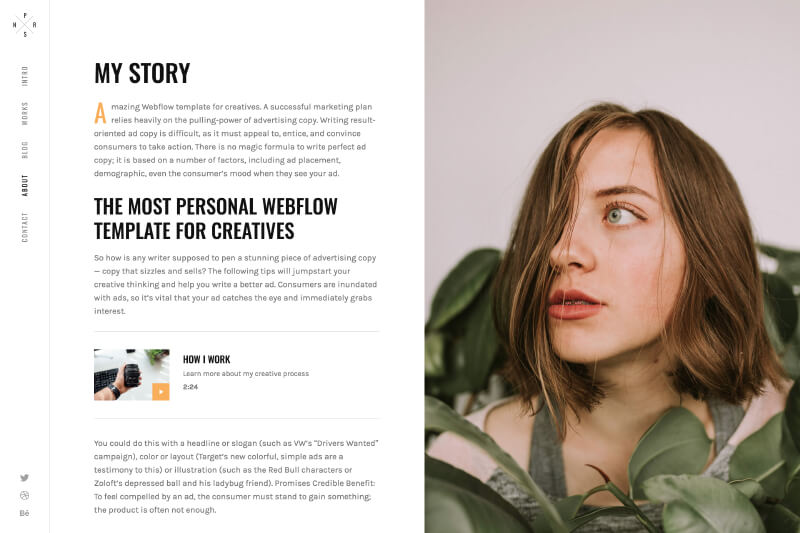 P
N R
S
INTRO
WORKS
BLOG
ABOUT
CONTACT
Bē
MY STORY
Amazing Webflow template for creatives. A successful marketing plan
relies heavily on the pulling-power of advertising copy. Writing result-
oriented ad copy is difficult, as it must appeal to, entice, and convince
consumers to take action. There is no magic formula to write perfect ad
copy; it is based on a number of factors, including ad placement,
demographic, even the consumer's mood when they see your ad.
THE MOST PERSONAL WEBFLOW
TEMPLATE FOR CREATIVES
So how is any writer supposed to pen a stunning piece of advertising copy
— copy that sizzles and sells? The following tips will jumpstart your
creative thinking and help you write a better ad. Consumers are inundated
with ads, so it's vital that your ad catches the eye and immediately grabs
interest.
HOW I WORK
Learn more about my creative process
2:24
You could do this with a headline or slogan (such as VW's "Drivers Wanted"
campaign), color or layout (Target's new colorful, simple ads are a
testimony to this) or illustration (such as the Red Bull characters or
Zoloft's depressed ball and his ladybug friend). Promises Credible Benefit:
To feel compelled by an ad, the consumer must stand to gain something;
the product is often not enough.